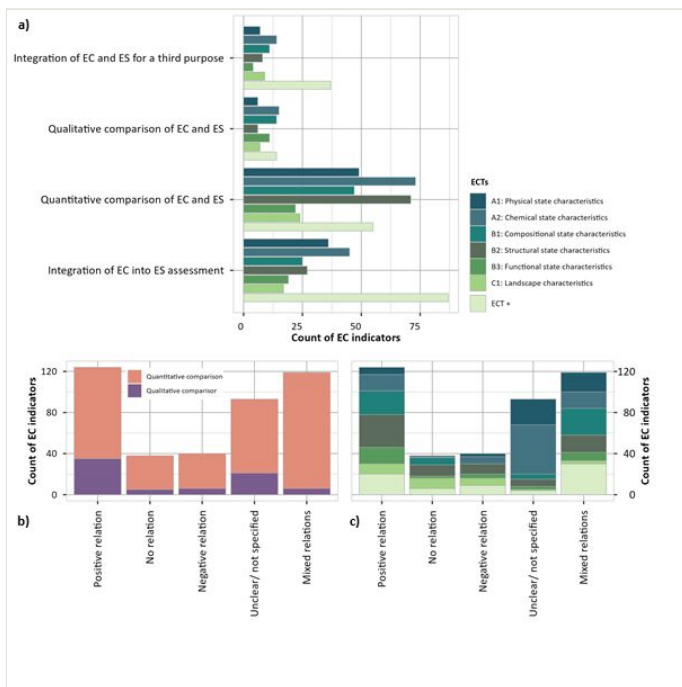 a)
Integration of EC and ES for a third purpose
Qualitative comparison of EC and ES
Quantitative comparison of EC and ES
Integration of EC into ES assessment
0 25 50 75
Count of EC indicators
ECTs
A1: Physical state characteristics
A2: Chemical state characteristics
B1: Compositional state characteristics
B2: Structural state characteristics
B3: Functional state characteristics
C1: Landscape characteristics
ECT +
Count of EC indicators
120
80
40
0
Quantitative comparison
Qualitative comparisor
120
80
40
0
Count of EC indicators
b)
Positive relation
No relation
Negative relation
Unclear/ not specified
Mixed relations
c)
Positive relation
No relation
Negative relation
Unclear/ not specified
Mixed relations